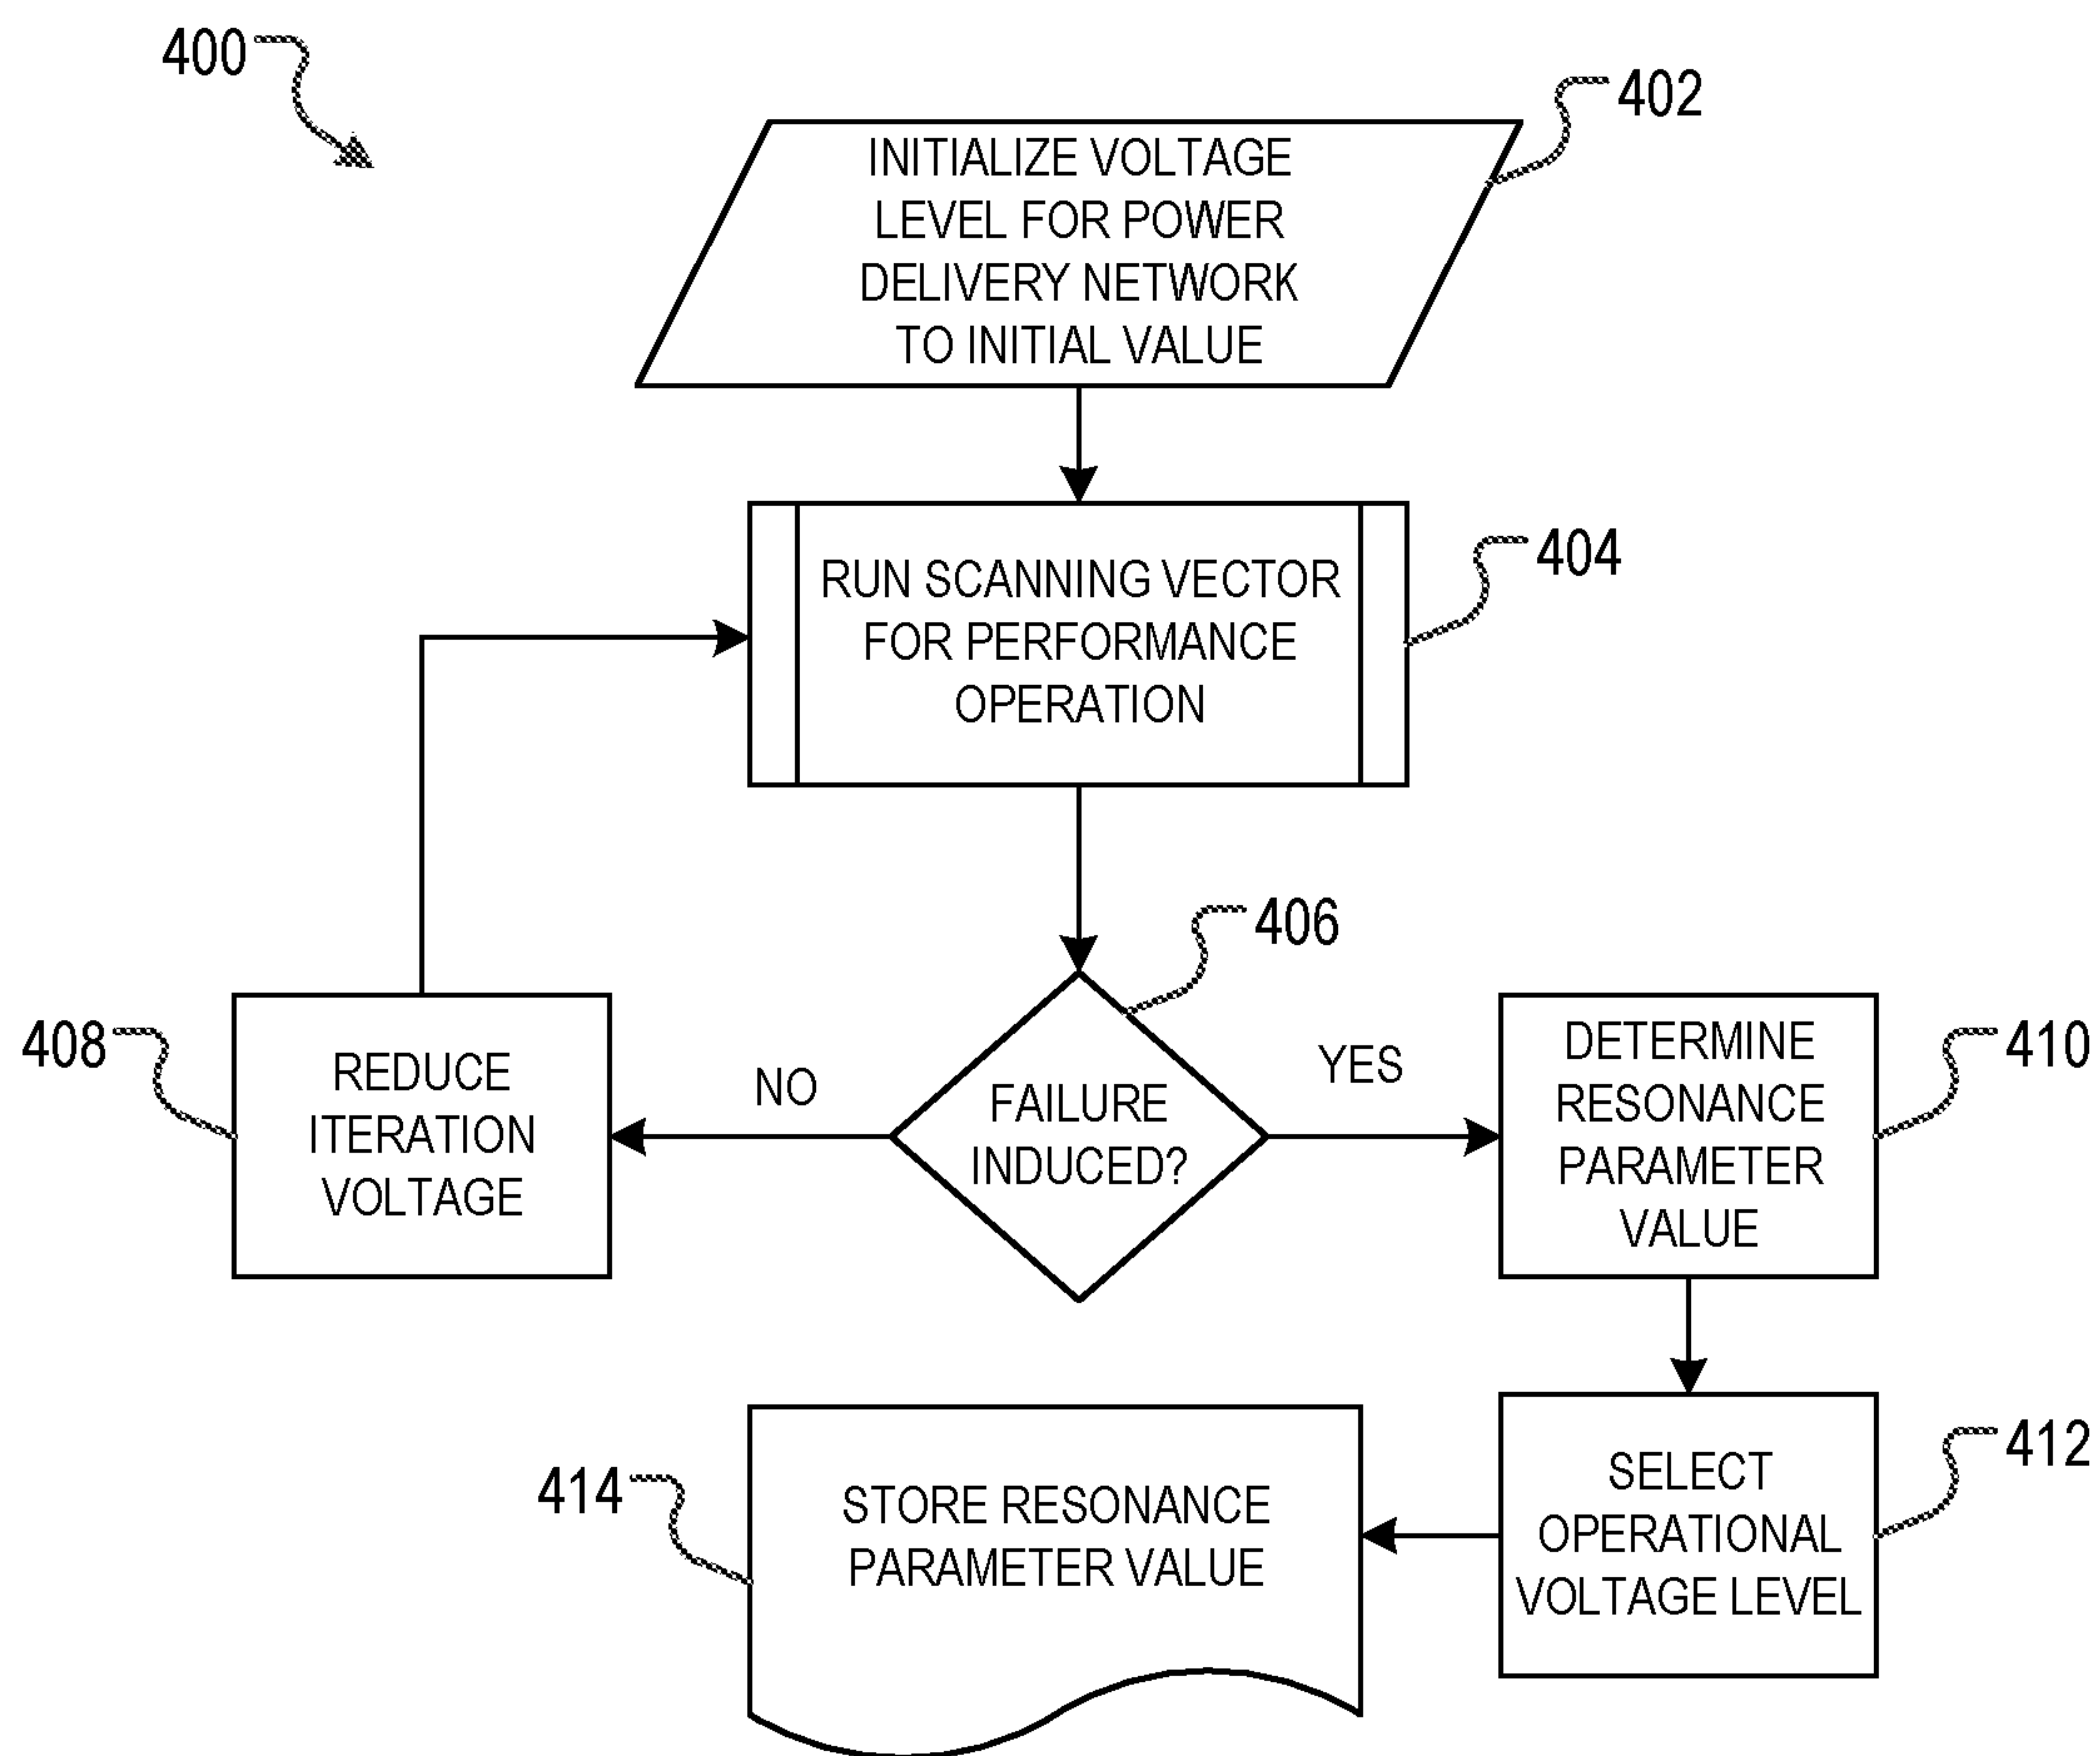 400
402
INITIALIZE VOLTAGE
LEVEL FOR POWER
DELIVERY NETWORK
TO INITIAL VALUE
404
RUN SCANNING VECTOR
FOR PERFORMANCE
OPERATION
406
FAILURE
INDUCED?
NO
YES
408
REDUCE
ITERATION
VOLTAGE
410
DETERMINE
RESONANCE
PARAMETER
VALUE
412
SELECT
OPERATIONAL
VOLTAGE LEVEL
414
STORE RESONANCE
PARAMETER VALUE